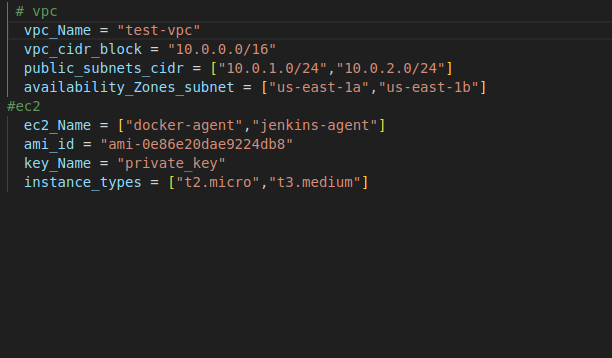 # vpc
vpc_Name = "test-vpc"
vpc_cidr_block = "10.0.0.0/16"
public_subnets_cidr = ["10.0.1.0/24","10.0.2.0/24"]
availability_Zones_subnet = ["us-east-1a","us-east-1b"]
#ec2
ec2_Name = ["docker-agent","jenkins-agent"]
ami_id = "ami-0e86e20dae9224db8"
key_Name = "private_key"
instance_types = ["t2.micro","t3.medium"]